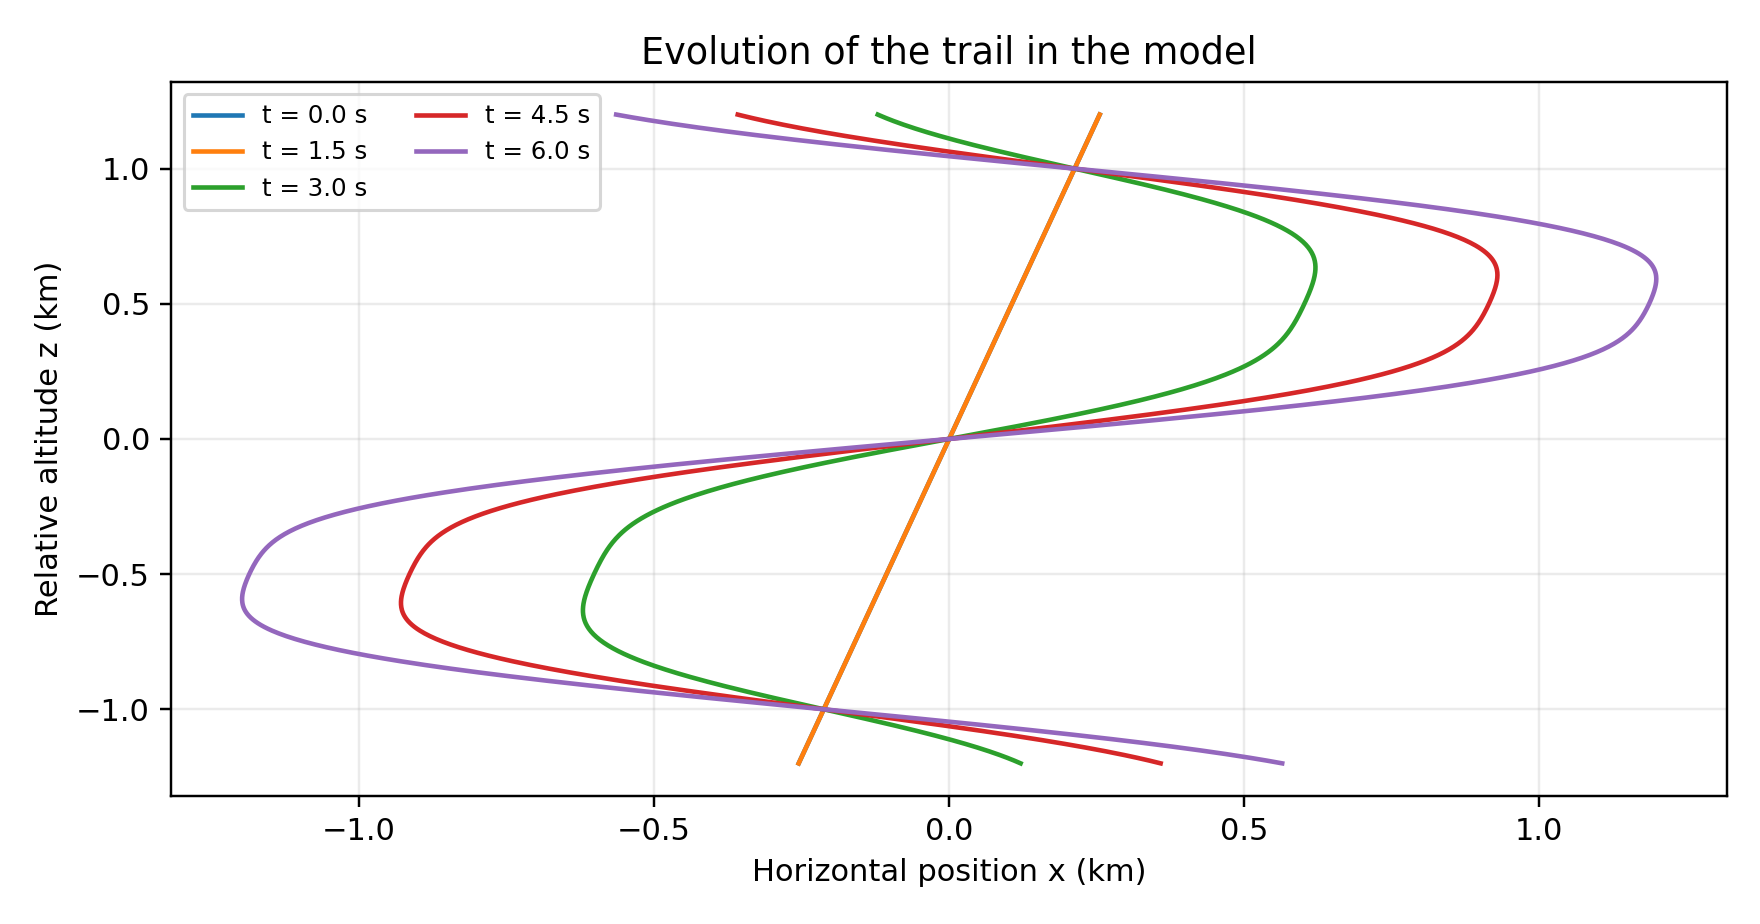 Evolution of the trail in the model
t = 0.0 s
t = 1.5 s
t = 3.0 s
t = 4.5 s
t = 6.0 s
Relative altitude z (km)
1.0
0.5
0.0
−0.5
−1.0
−1.0 −0.5 0.0 0.5 1.0
Horizontal position x (km)